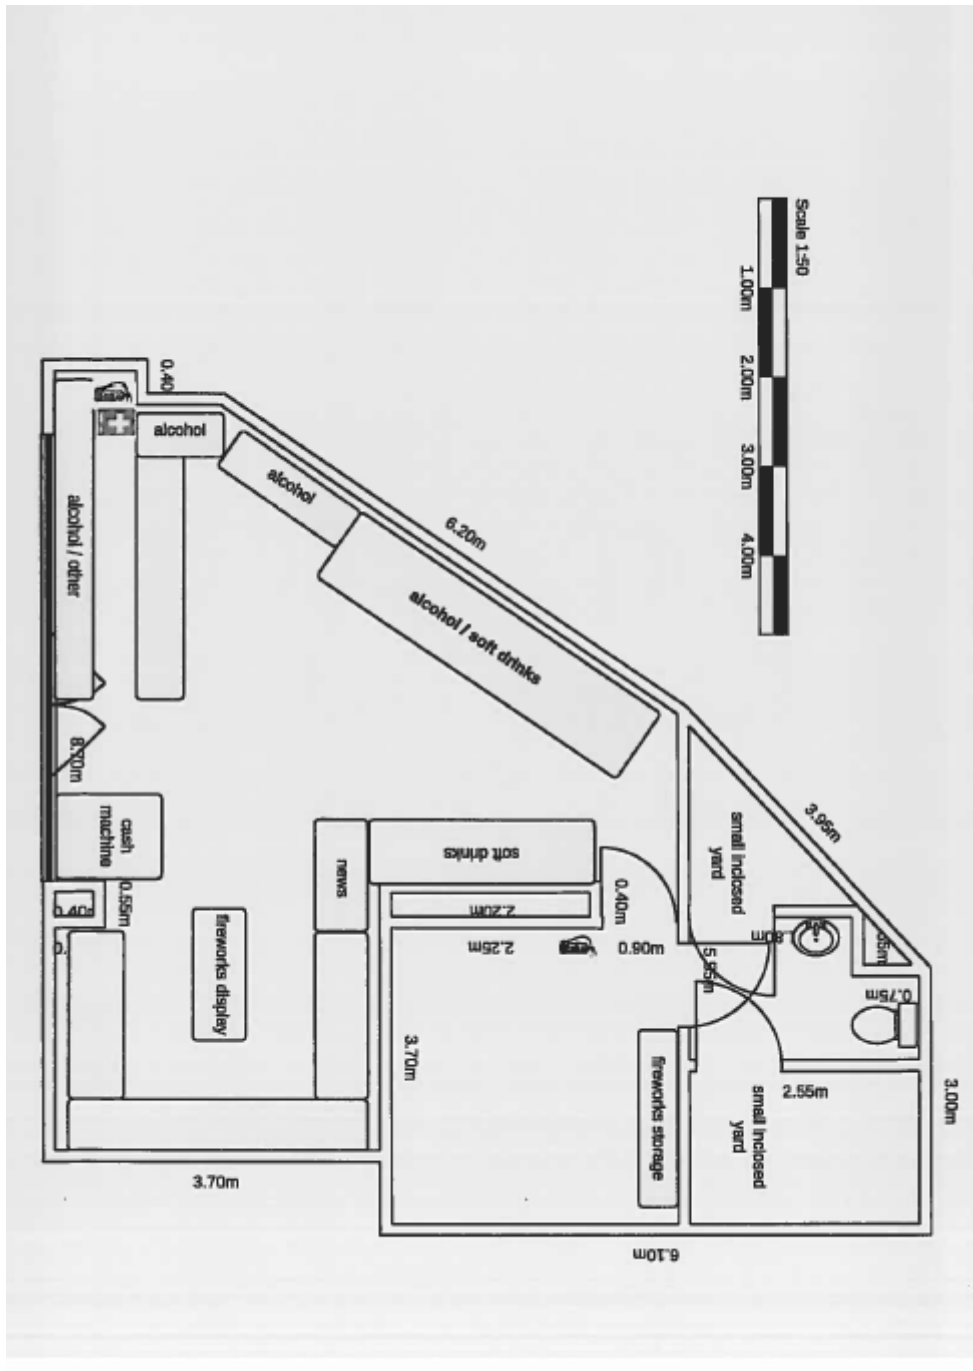 Scale 1:50
1.00m
2.00m
3.00m
4.00m
0.40
alcohol
alcohol
6.20m
alcohol / other
alcohol / soft drinks
8.70m
cash
machine
0.55m
0.40
0.
fireworks display
news
soft drinks
2.20m
2.25m
0.40m
0.90m
small inclosed
yard
3.95m
5.55m
0.75m
3.70m
fireworks storage
2.55m
small inclosed
yard
3.00m
3.70m
6.10m